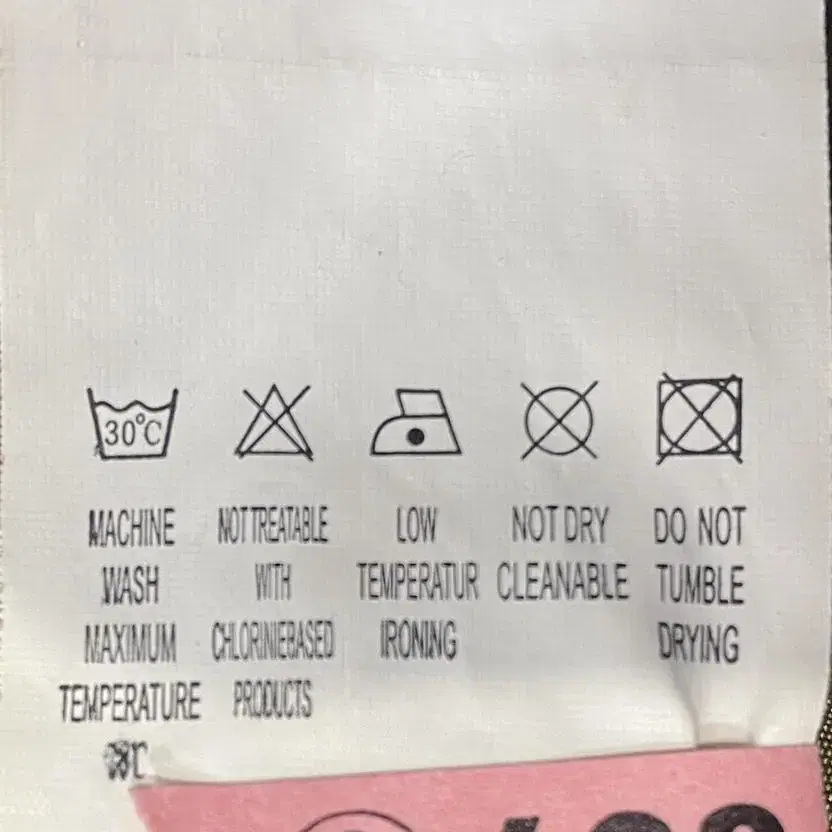 30°C
MACHINE
WASH
MAXIMUM
TEMPERATURE
NOT TREATABLE
WITH
CHLORINEBASED
PRODUCTS
LOW
TEMPERATUR
IRONING
NOT DRY
CLEANABLE
DO NOT
TUMBLE
DRYING